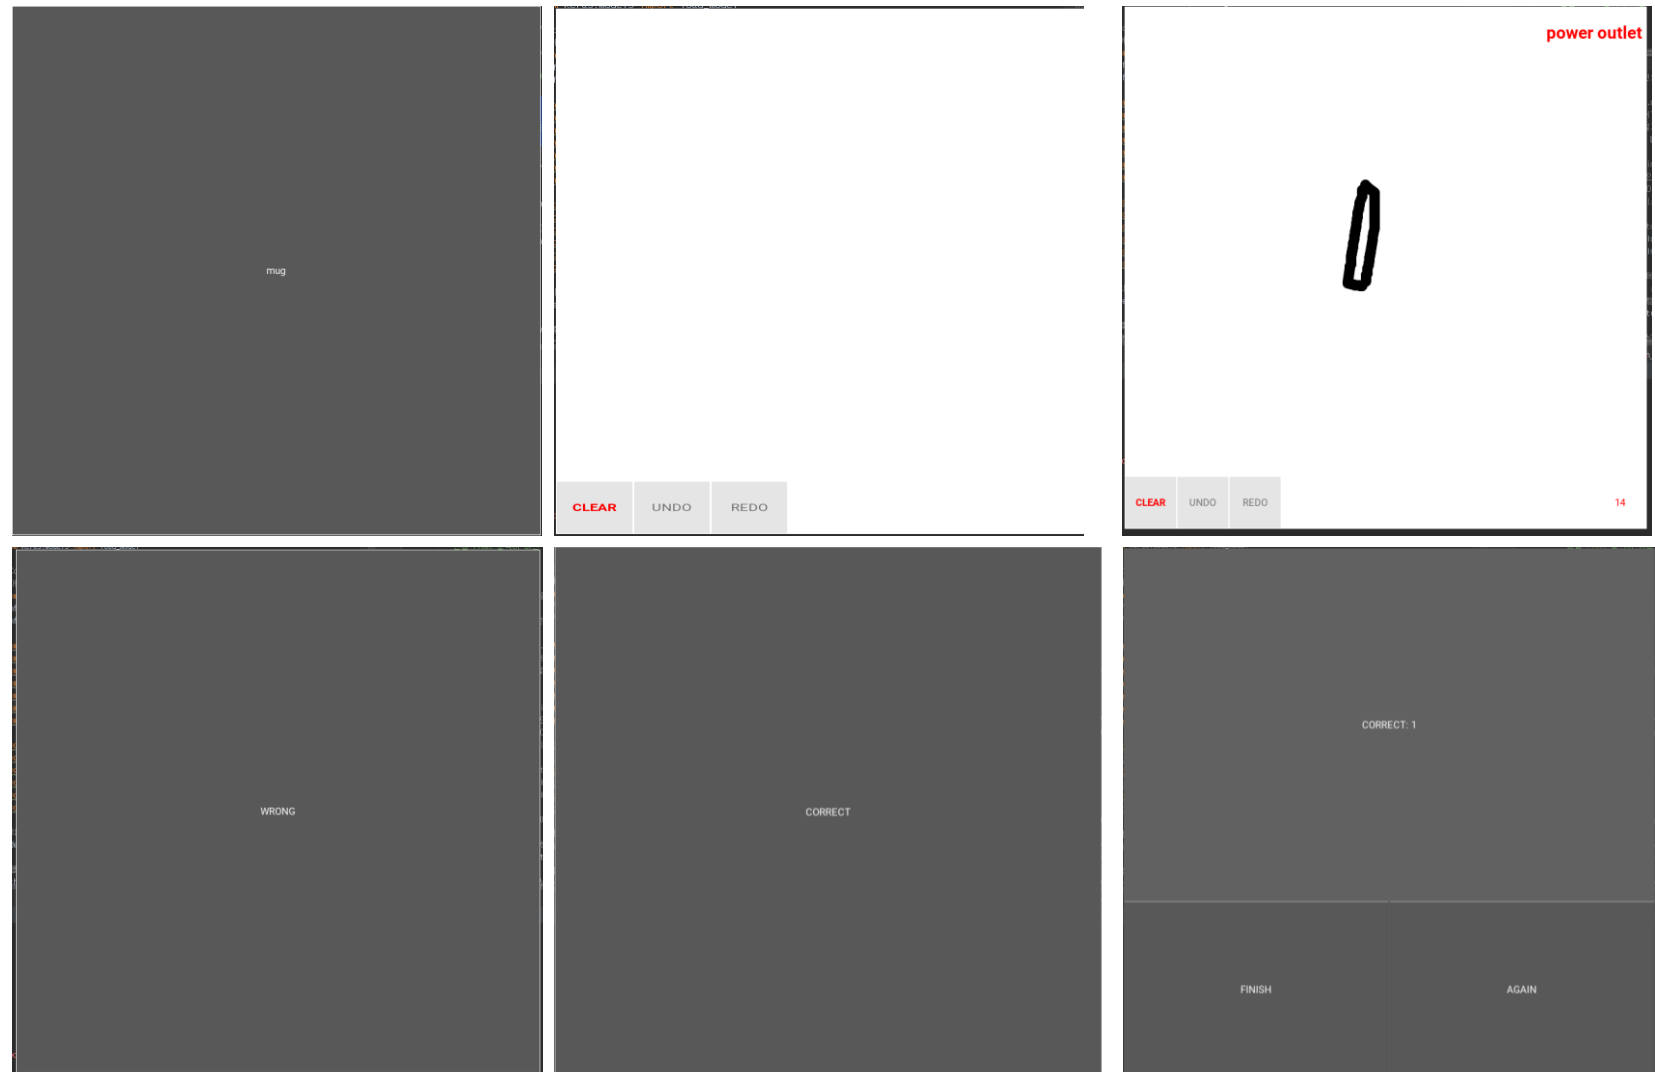 mug
CLEAR UNDO REDO
power outlet
CLEAR UNDO REDO
14
WRONG
CORRECT
CORRECT: 1
FINISH AGAIN